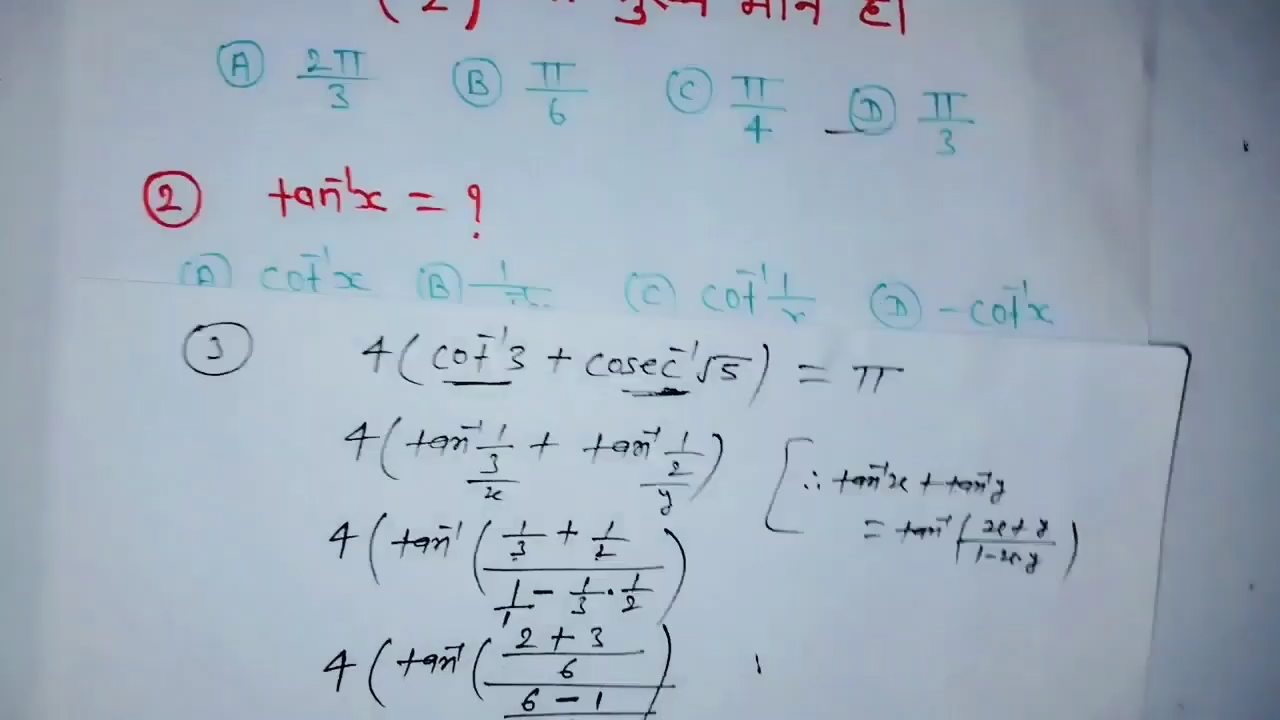 मान है।
Ⓐ 2π/3 Ⓑ π/6 Ⓒ π/4 Ⓓ π/3
② tan⁻¹x = ?
Ⓐ cot⁻¹x Ⓑ Ⓒ cot⁻¹ 1/x Ⓓ -cot⁻¹x
③ 4(cot⁻¹3 + cosec⁻¹√5) = π
4(tan⁻¹ 1/3 + tan⁻¹ 1/2)
x y
∴ tan⁻¹x + tan⁻¹y
= tan⁻¹(x+y/1-xy)
4(tan⁻¹(1/3 + 1/2
1/1 - 1/3 · 1/2)
4(tan⁻¹(2+3
6
6-1